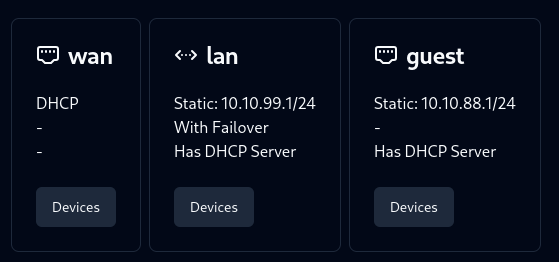 wan
DHCP
-
-
Devices
lan
Static: 10.10.99.1/24
With Failover
Has DHCP Server
Devices
guest
Static: 10.10.88.1/24
-
Has DHCP Server
Devices